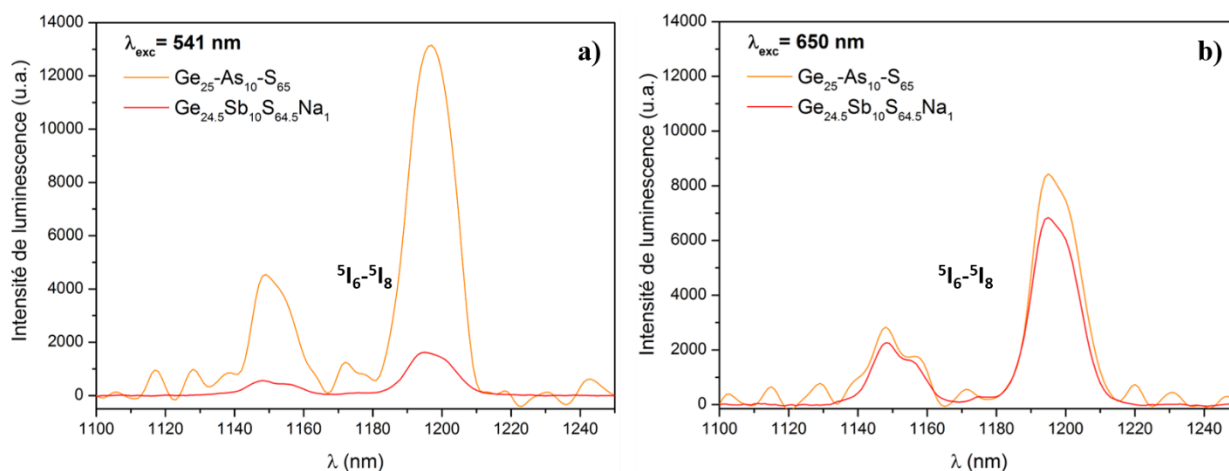 a)
λexc= 541 nm
Ge25-As10-S65
Ge24.5Sb10S64.5Na1
5I6-5I8
Intensité de luminescence (u.a.)
14000
12000
10000
8000
6000
4000
2000
0
1100 1120 1140 1160 1180 1200 1220 1240
λ (nm)
b)
λexc= 650 nm
Ge25-As10-S65
Ge24.5Sb10S64.5Na1
5I6-5I8
Intensité de luminescence (u.a.)
14000
12000
10000
8000
6000
4000
2000
0
1100 1120 1140 1160 1180 1200 1220 1240
λ (nm)